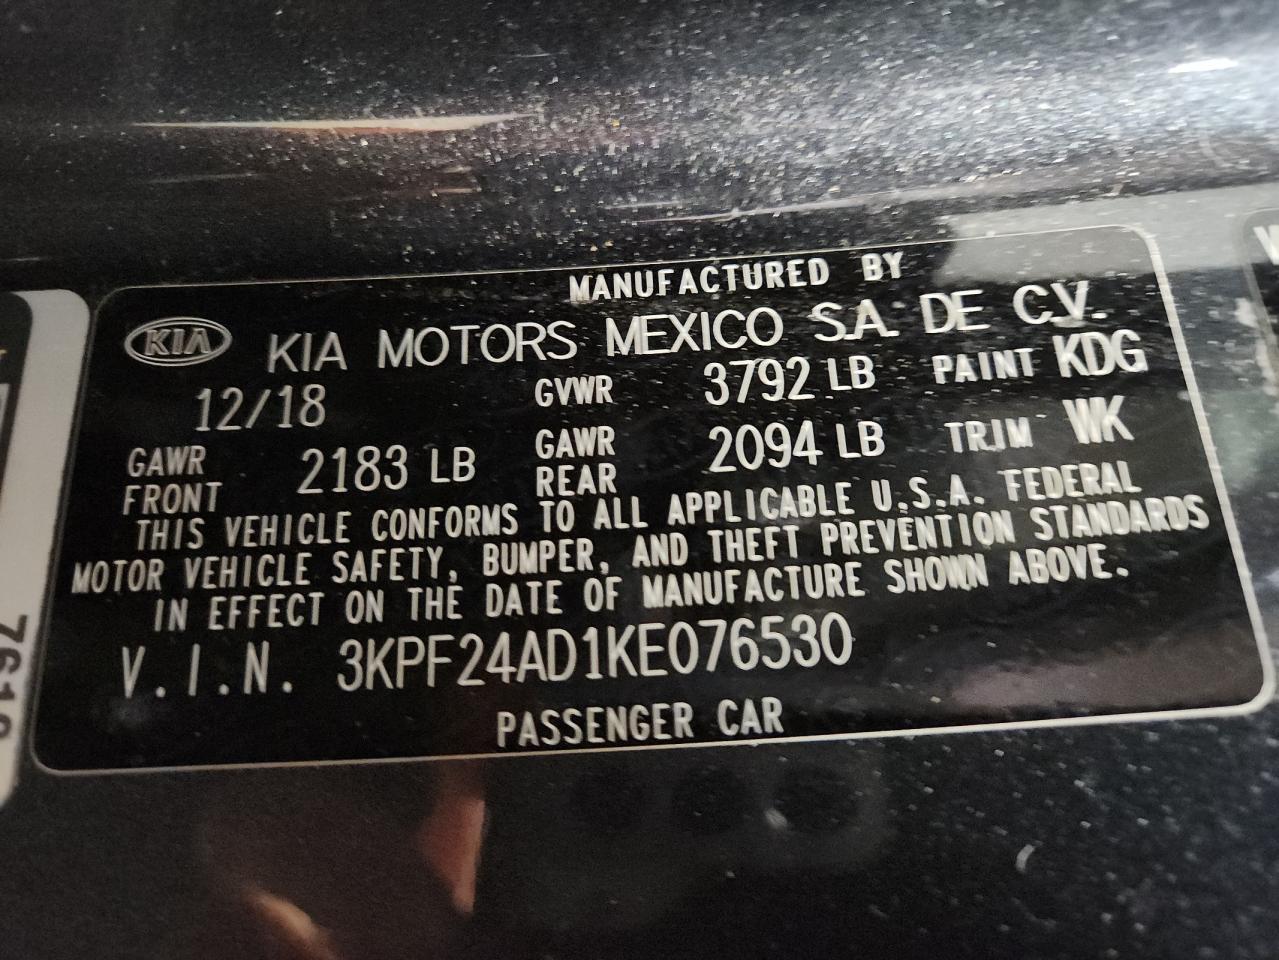 MANUFACTURED BY
KIA KIA MOTORS MEXICO S.A. DE C.V.
12/18 GVWR 3792 LB PAINT KDG
GAWR FRONT 2183 LB GAWR REAR 2094 LB TRIM WK
THIS VEHICLE CONFORMS TO ALL APPLICABLE U.S.A. FEDERAL
MOTOR VEHICLE SAFETY, BUMPER, AND THEFT PREVENTION STANDARDS
IN EFFECT ON THE DATE OF MANUFACTURE SHOWN ABOVE.
V.I.N. 3KPF24AD1KE076530
PASSENGER CAR